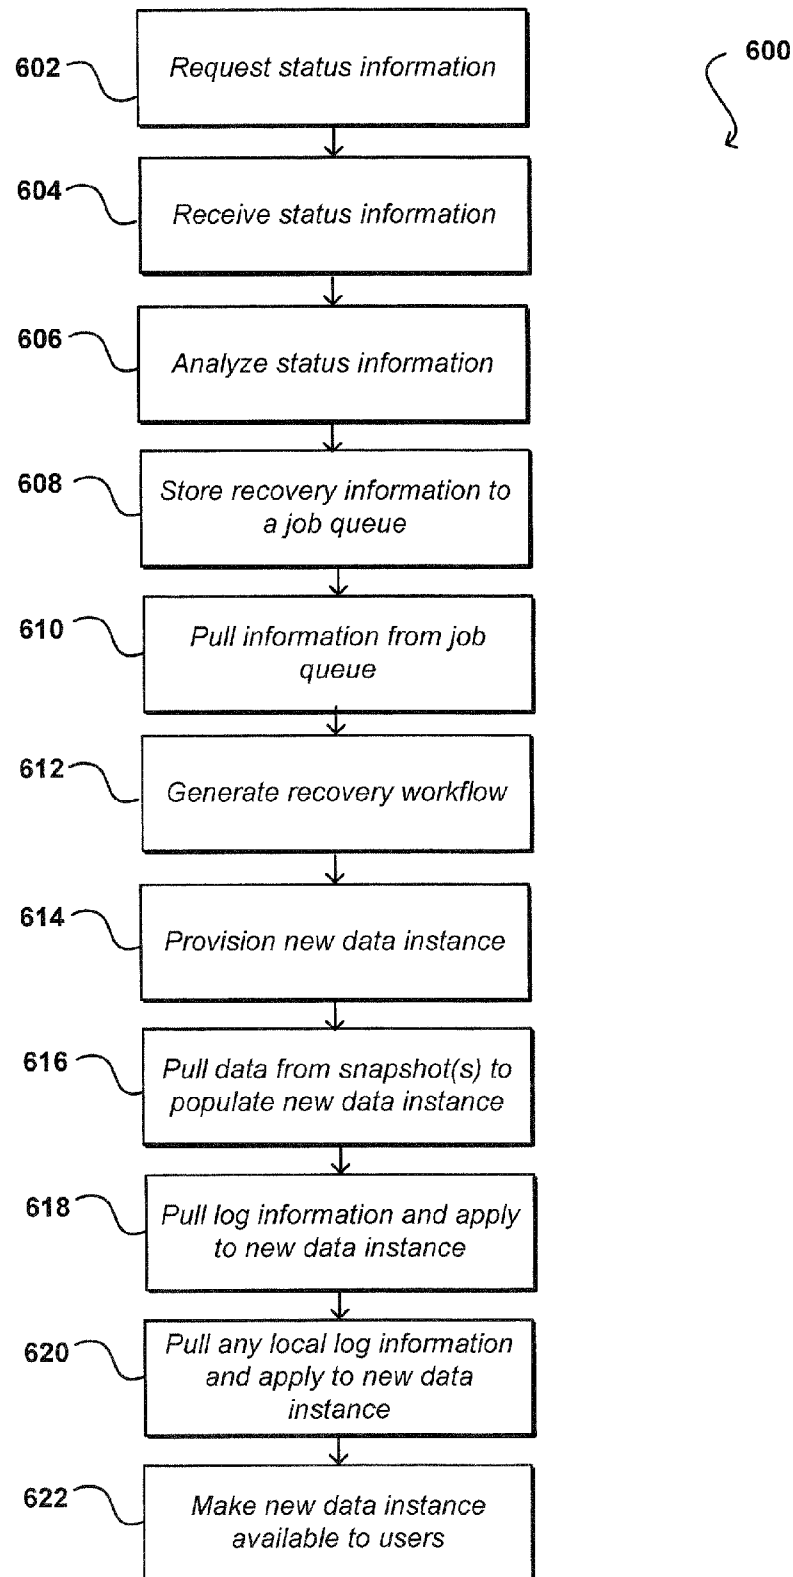 600
602
Request status information
604
Receive status information
606
Analyze status information
608
Store recovery information to
a job queue
610
Pull information from job
queue
612
Generate recovery workflow
614
Provision new data instance
616
Pull data from snapshot(s) to
populate new data instance
618
Pull log information and apply
to new data instance
620
Pull any local log information
and apply to new data
instance
622
Make new data instance
available to users